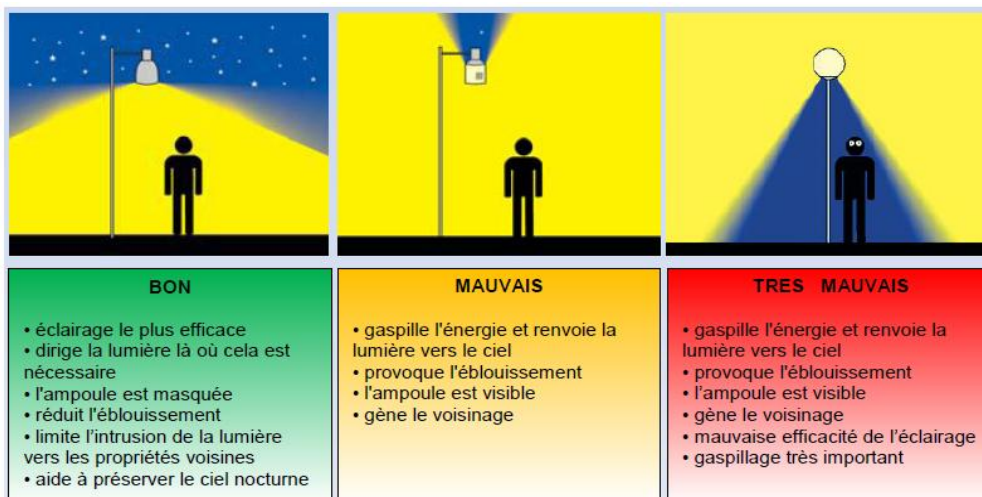 BON
• éclairage le plus efficace
• dirige la lumière là où cela est
nécessaire
• l'ampoule est masquée
• réduit l'éblouissement
• limite l'intrusion de la lumière
vers les propriétés voisines
• aide à préserver le ciel nocturne
MAUVAIS
• gaspille l'énergie et renvoie la
lumière vers le ciel
• provoque l'éblouissement
• l'ampoule est visible
• gène le voisinage
TRES MAUVAIS
• gaspille l'énergie et renvoie la
lumière vers le ciel
• provoque l'éblouissement
• l'ampoule est visible
• gène le voisinage
• mauvaise efficacité de l'éclairage
• gaspillage très important